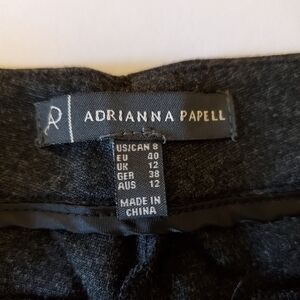 AP ADRIANNA PAPELL
US/CAN 8
EU 40
UK 12
GER 38
AUS 12
MADE IN
CHINA